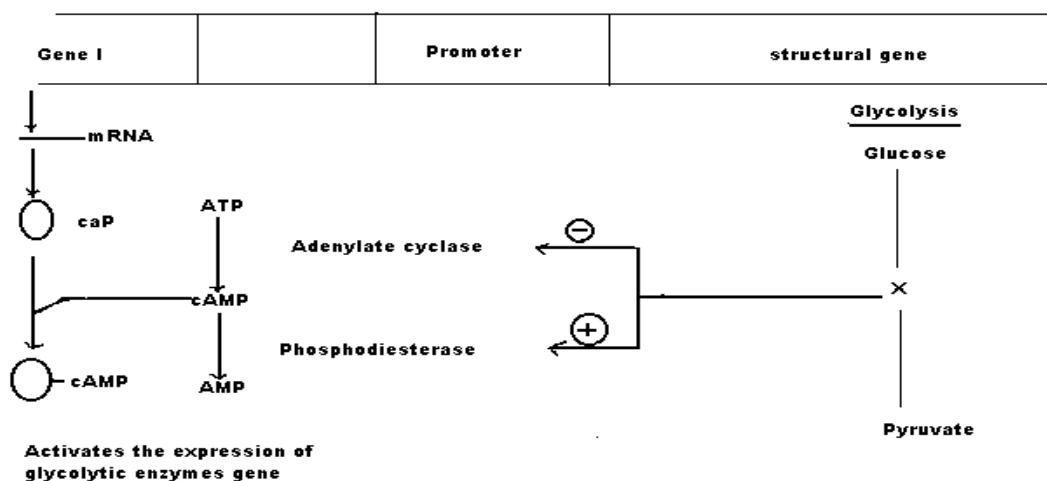 Gene I
Promoter
structural gene
Glycolysis
mRNA
Glucose
caP
ATP
Adenylate cyclase
−
cAMP
x
+
Phosphodiesterase
cAMP
AMP
Pyruvate
Activates the expression of
glycolytic enzymes gene